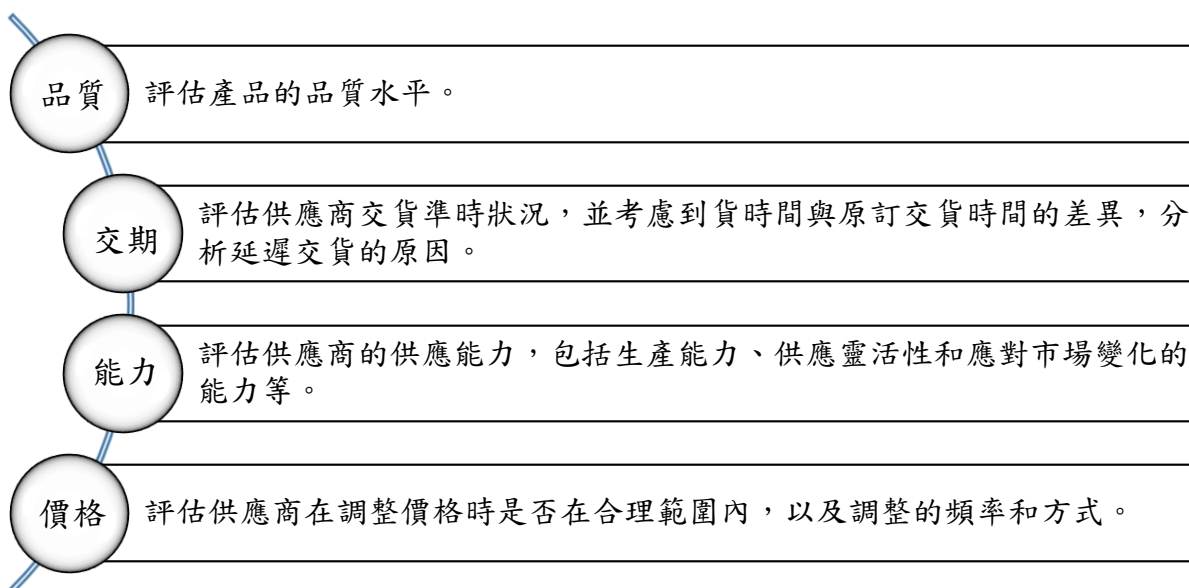 品質
評估產品的品質水平。
交期
評估供應商交貨準時狀況,並考慮到貨時間與原訂交貨時間的差異,分
析延遲交貨的原因。
能力
評估供應商的供應能力,包括生產能力、供應靈活性和應對市場變化的
能力等。
價格
評估供應商在調整價格時是否在合理範圍內,以及調整的頻率和方式。